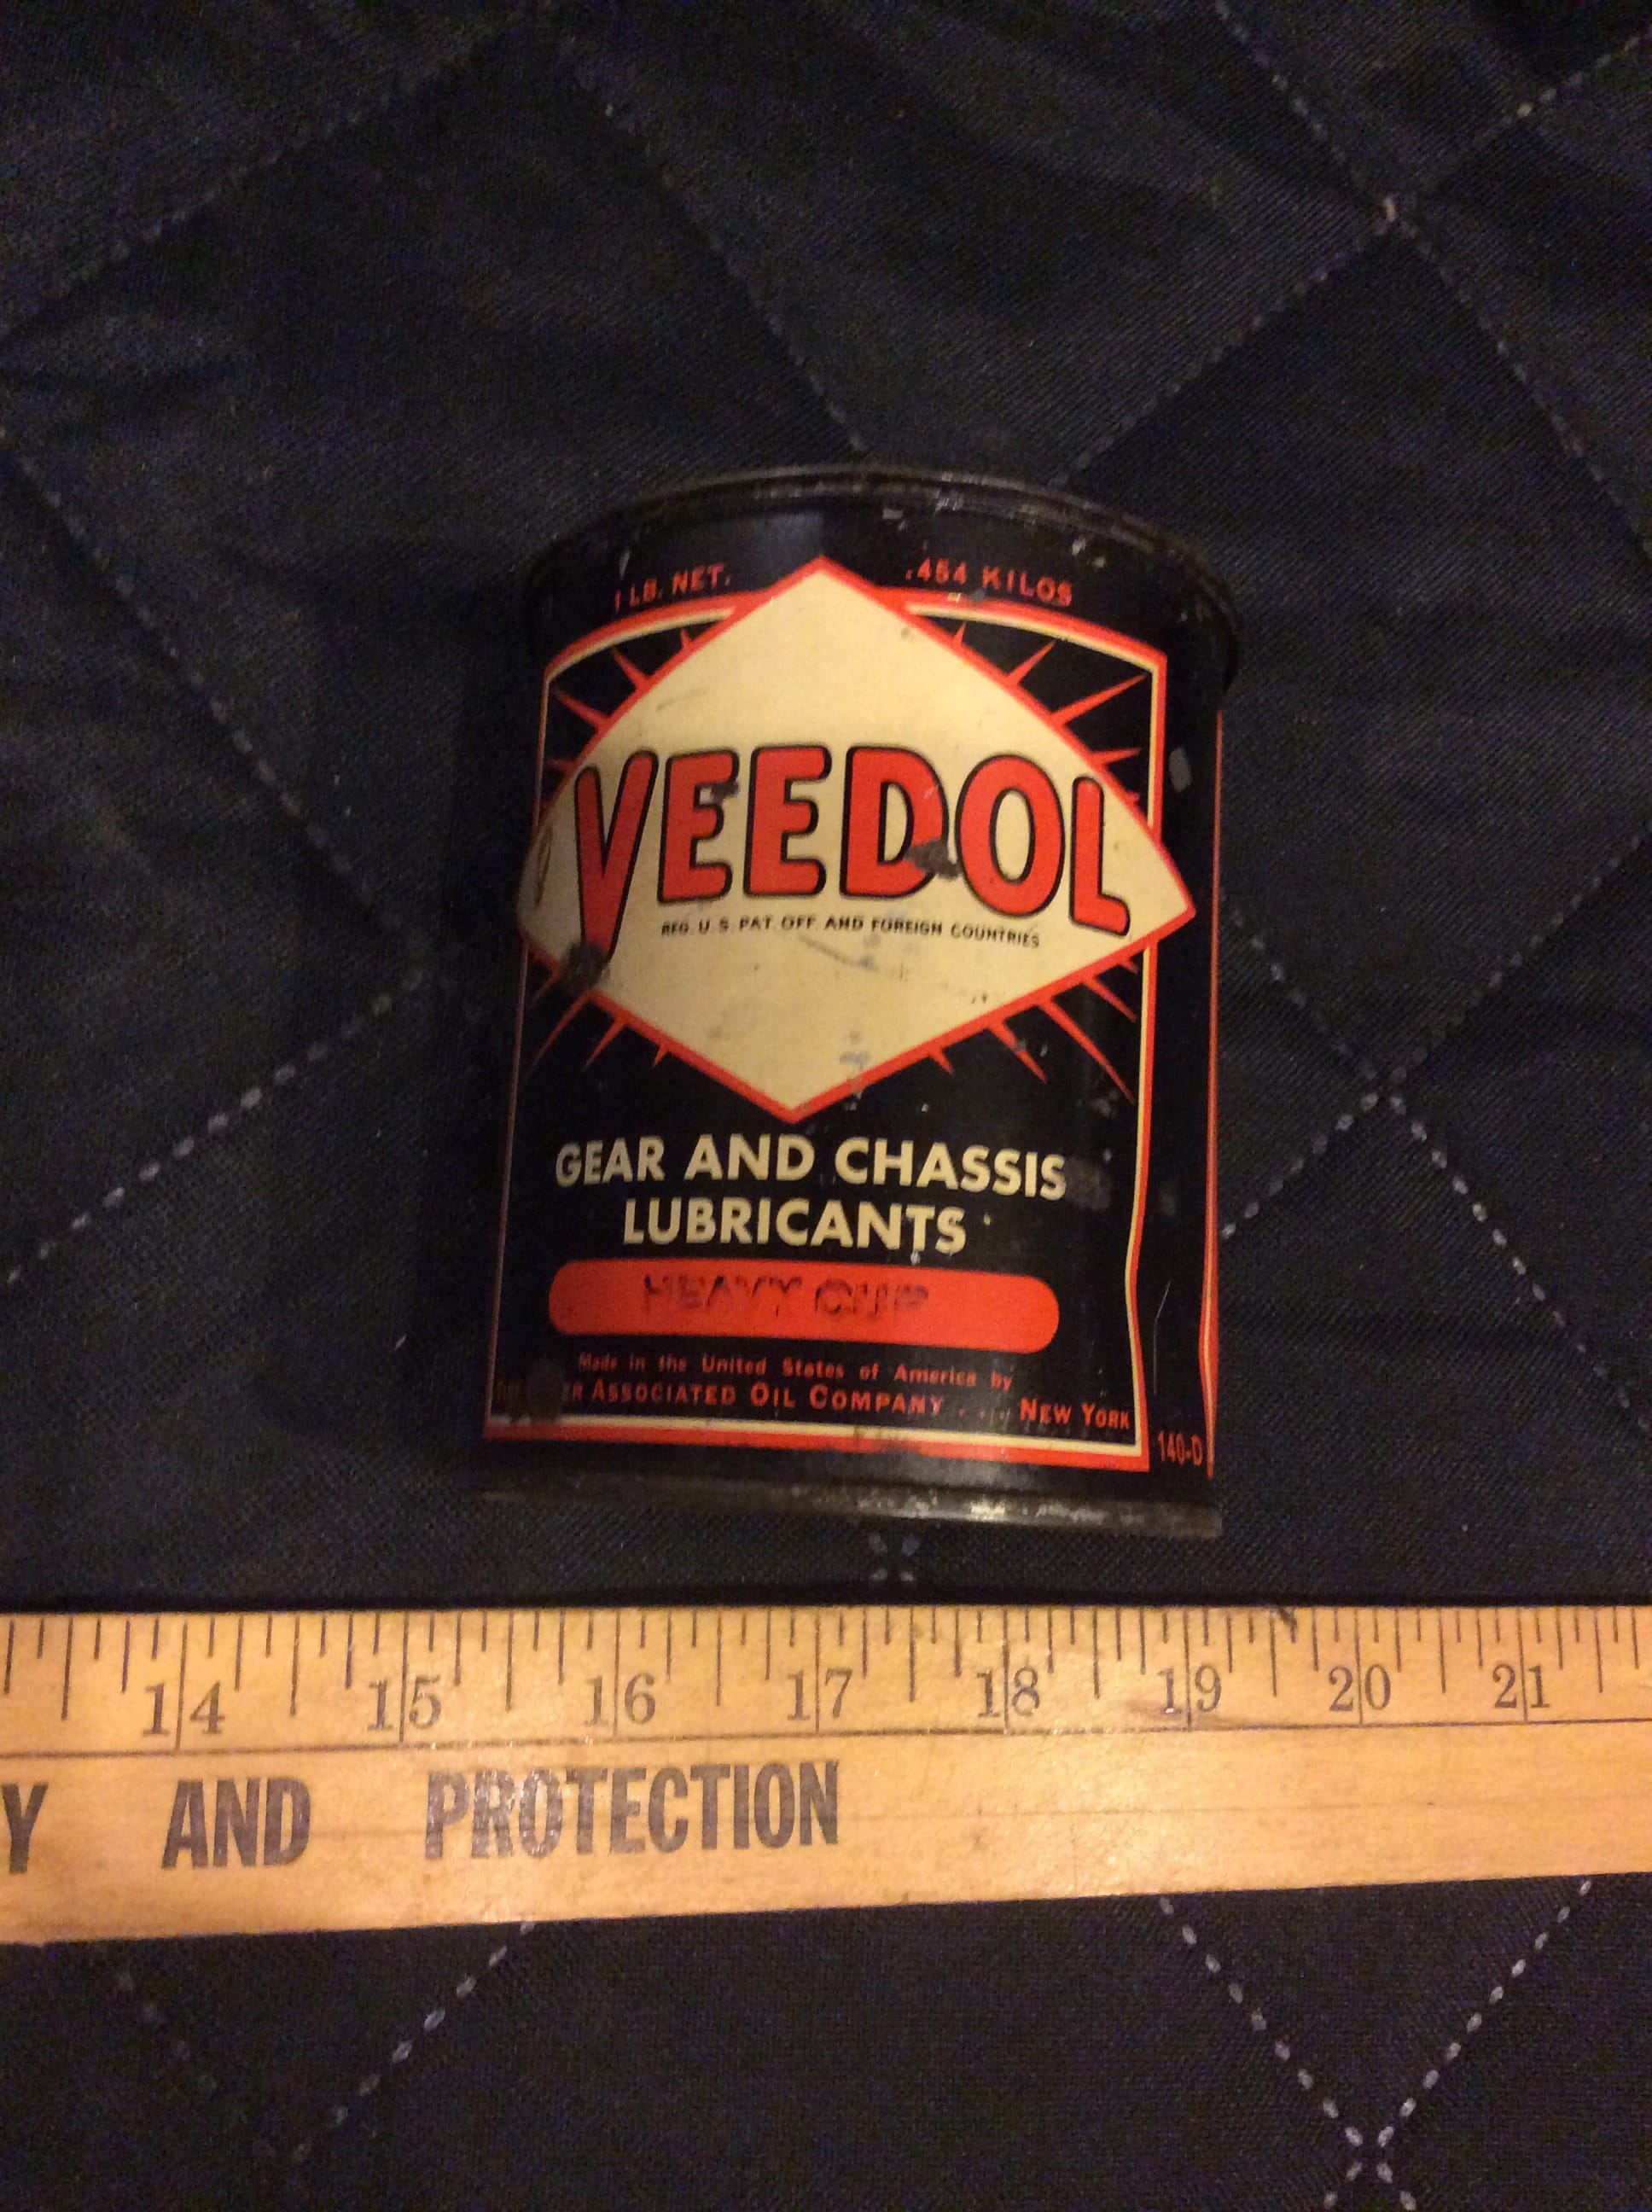 1 LB. NET. .454 KILOS
VEEDOL
REG. U.S. PAT. OFF. AND FOREIGN COUNTRIES
GEAR AND CHASSIS
LUBRICANTS
HEAVY CUP
Made in the United States of America by
ASSOCIATED OIL COMPANY . . . . NEW YORK
140-D
14 15 16 17 18 19 20 21
Y AND PROTECTION